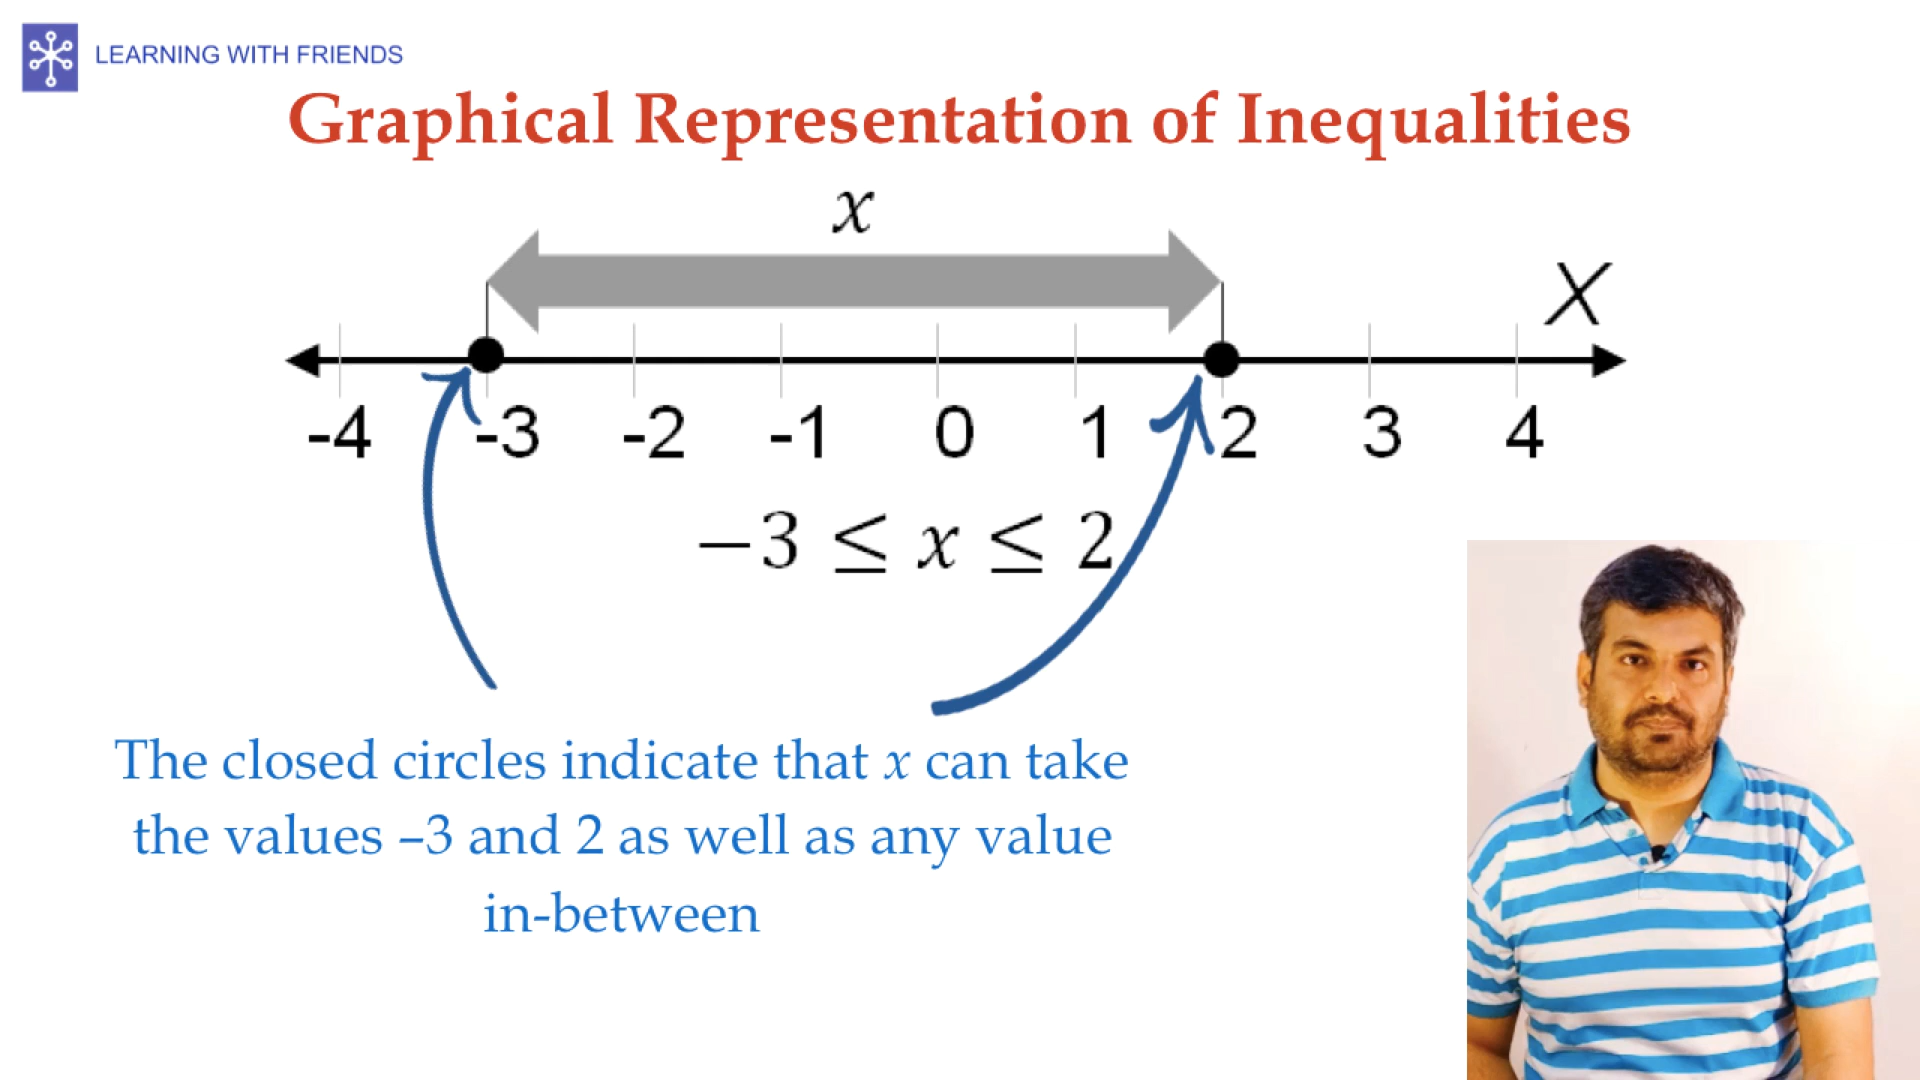 LEARNING WITH FRIENDS
Graphical Representation of Inequalities
x
X
-4 -3 -2 -1 0 1 2 3 4
−3 ≤ x ≤ 2
The closed circles indicate that x can take
the values –3 and 2 as well as any value
in-between